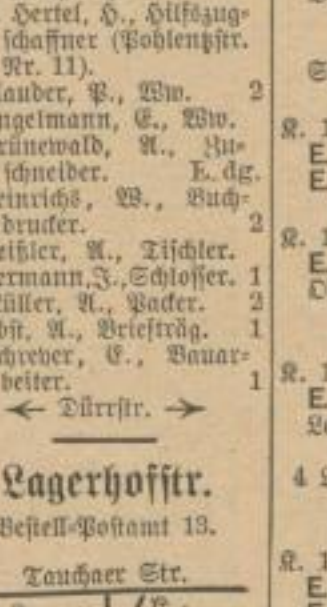 Hertel, H., Hilfszug-
schaffner (Pohlentzstr.
Nr. 11).
lauder, P., Ww. 2
ngelmann, E., Ww.
rünewald, A., Zu-
schneider. E. dg.
einrichs, W., Buch-
drucker. 2
eißler, A., Tischler.
ermann, J., Schlosser. 1
üller, A., Packer. 2
bst, A., Briefträg. 1
chreyer, E., Bauar-
beiter. 1
← Dürrstr. →
Lagerhofstr.
Bestell-Postamt 13.
Tauchaer Str.